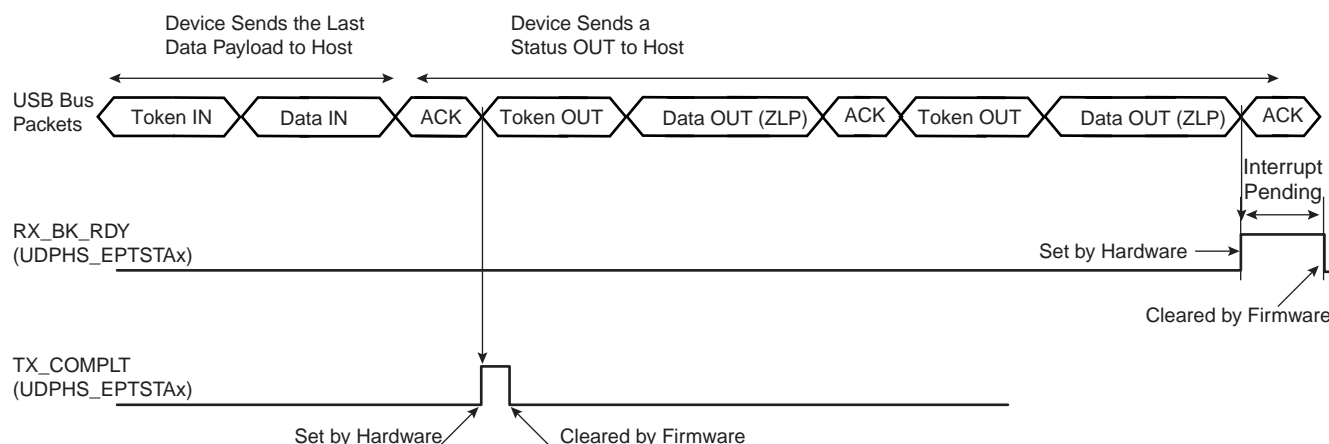 Device Sends the Last
Data Payload to Host
Device Sends a
Status OUT to Host
USB Bus
Packets
Token IN
Data IN
ACK
Token OUT
Data OUT (ZLP)
ACK
Token OUT
Data OUT (ZLP)
ACK
Interrupt
Pending
RX_BK_RDY
(UDPHS_EPTSTAx)
Set by Hardware
Cleared by Firmware
TX_COMPLT
(UDPHS_EPTSTAx)
Set by Hardware
Cleared by Firmware